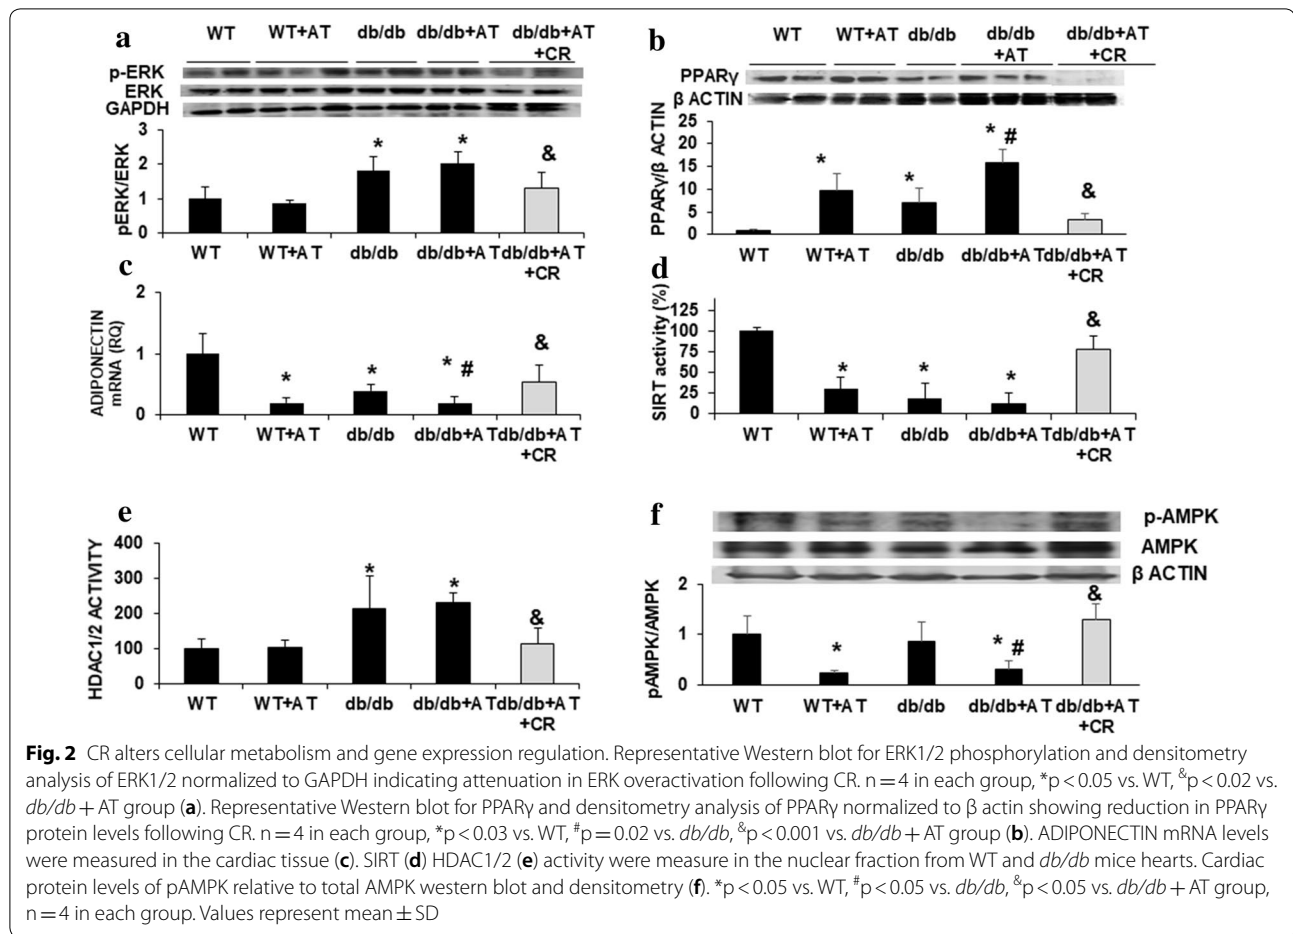 a
WT WT+AT db/db db/db+AT db/db+AT
+CR
p-ERK
ERK
GAPDH
pERK/ERK
3
2
1
0
* * &
WT WT+AT db/db db/db+A T db/db+A T
+CR
b
WT WT+AT db/db db/db db/db+AT
+AT +CR
PPARγ
β ACTIN
PPARγ/β ACTIN
25
20
15
10
5
0
* * * # &
WT WT+AT db/db db/db+A T db/db+A T
+CR
c
ADIPONECTIN
mRNA (RQ)
2
1
0
* * * # &
WT WT+A T db/db db/db+A T db/db+A T
+CR
d
SIRT activity (%)
125
100
75
50
25
0
* * * &
WT WT+A T db/db db/db+A T db/db+A T
+CR
e
HDAC1/2 ACTIVITY
400
300
200
100
0
* * &
WT WT+A T db/db db/db+A T db/db+A T
+CR
f
p-AMPK
AMPK
β ACTIN
pAMPK/AMPK
2
1
0
* * # &
WT WT+A T db/db db/db+A T db/db+A T
+CR
Fig. 2 CR alters cellular metabolism and gene expression regulation. Representative Western blot for ERK1/2 phosphorylation and densitometry
analysis of ERK1/2 normalized to GAPDH indicating attenuation in ERK overactivation following CR. n = 4 in each group, *p < 0.05 vs. WT, &p < 0.02 vs.
db/db + AT group (a). Representative Western blot for PPARγ and densitometry analysis of PPARγ normalized to β actin showing reduction in PPARγ
protein levels following CR. n = 4 in each group, *p < 0.03 vs. WT, #p = 0.02 vs. db/db, &p < 0.001 vs. db/db + AT group (b). ADIPONECTIN mRNA levels
were measured in the cardiac tissue (c). SIRT (d) HDAC1/2 (e) activity were measure in the nuclear fraction from WT and db/db mice hearts. Cardiac
protein levels of pAMPK relative to total AMPK western blot and densitometry (f). *p < 0.05 vs. WT, #p < 0.05 vs. db/db, &p < 0.05 vs. db/db + AT group,
n = 4 in each group. Values represent mean ± SD